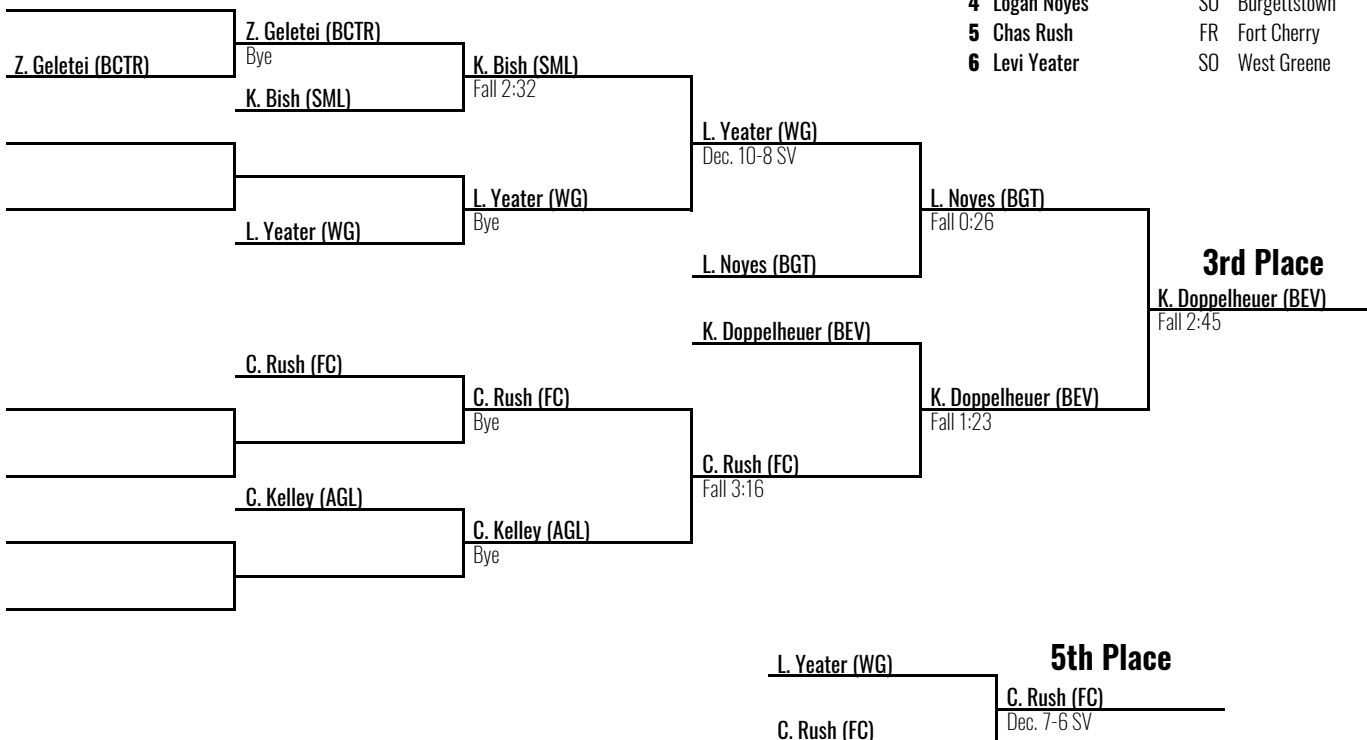 4 Logan Noyes SO Burgettstown
5 Chas Rush FR Fort Cherry
6 Levi Yeater SO West Greene
Z. Geletei (BCTR)
Bye
Z. Geletei (BCTR)
K. Bish (SML)
Fall 2:32
K. Bish (SML)
L. Yeater (WG)
Dec. 10-8 SV
L. Yeater (WG)
Bye
L. Yeater (WG)
L. Noyes (BGT)
Fall 0:26
L. Noyes (BGT)
3rd Place
K. Doppelheuer (BEV)
Fall 2:45
K. Doppelheuer (BEV)
C. Rush (FC)
C. Rush (FC)
Bye
K. Doppelheuer (BEV)
Fall 1:23
C. Rush (FC)
Fall 3:16
C. Kelley (AGL)
C. Kelley (AGL)
Bye
5th Place
L. Yeater (WG)
C. Rush (FC)
Dec. 7-6 SV
C. Rush (FC)